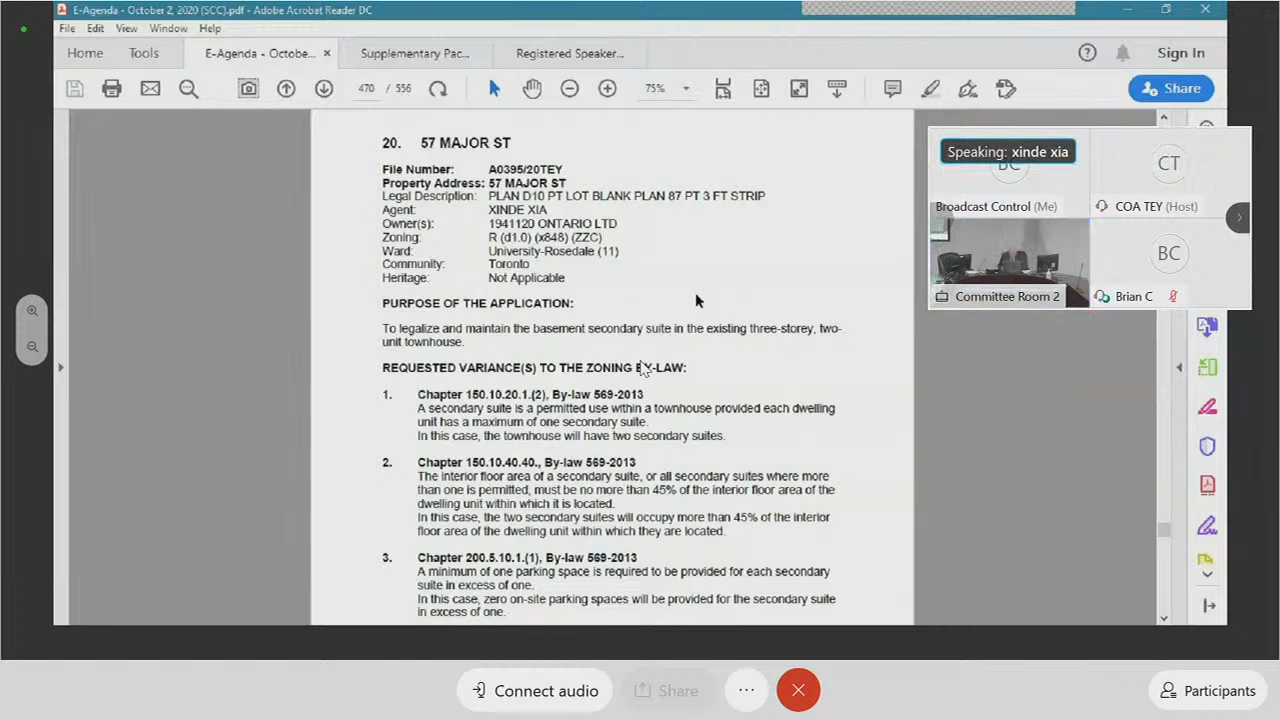 E-Agenda - October 2, 2020 (SCC).pdf - Adobe Acrobat Reader DC
File Edit View Window Help
Home Tools E-Agenda - Octobe... × Supplementary Pac... Registered Speaker... Sign In
470 / 556 75% Share
20. 57 MAJOR ST
File Number: A0395/20TEY
Property Address: 57 MAJOR ST
Legal Description: PLAN D10 PT LOT BLANK PLAN 87 PT 3 FT STRIP
Agent: XINDE XIA
Owner(s): 1941120 ONTARIO LTD
Zoning: R (d1.0) (x848) (ZZC)
Ward: University-Rosedale (11)
Community: Toronto
Heritage: Not Applicable
PURPOSE OF THE APPLICATION:
To legalize and maintain the basement secondary suite in the existing three-storey, two-
unit townhouse.
REQUESTED VARIANCE(S) TO THE ZONING BY-LAW:
1. Chapter 150.10.20.1.(2), By-law 569-2013
A secondary suite is a permitted use within a townhouse provided each dwelling
unit has a maximum of one secondary suite.
In this case, the townhouse will have two secondary suites.
2. Chapter 150.10.40.40., By-law 569-2013
The interior floor area of a secondary suite, or all secondary suites where more
than one is permitted, must be no more than 45% of the interior floor area of the
dwelling unit within which it is located.
In this case, the two secondary suites will occupy more than 45% of the interior
floor area of the dwelling unit within which they are located.
3. Chapter 200.5.10.1.(1), By-law 569-2013
A minimum of one parking space is required to be provided for each secondary
suite in excess of one.
In this case, zero on-site parking spaces will be provided for the secondary suite
in excess of one.
Speaking: xinde xia
BC CT
Broadcast Control (Me) COA TEY (Host)
BC
Committee Room 2 Brian C
Connect audio Share ... Participants